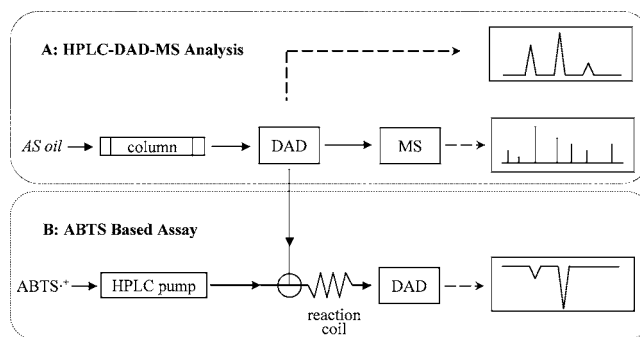 A: HPLC-DAD-MS Analysis
AS oil
column
DAD
MS
B: ABTS Based Assay
ABTS·+
HPLC pump
DAD
reaction
coil